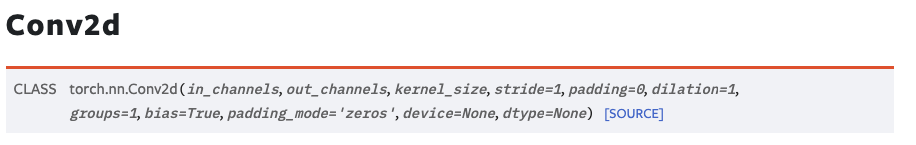 Conv2d
CLASS torch.nn.Conv2d(in_channels, out_channels, kernel_size, stride=1, padding=0, dilation=1,
groups=1, bias=True, padding_mode='zeros', device=None, dtype=None) [SOURCE]